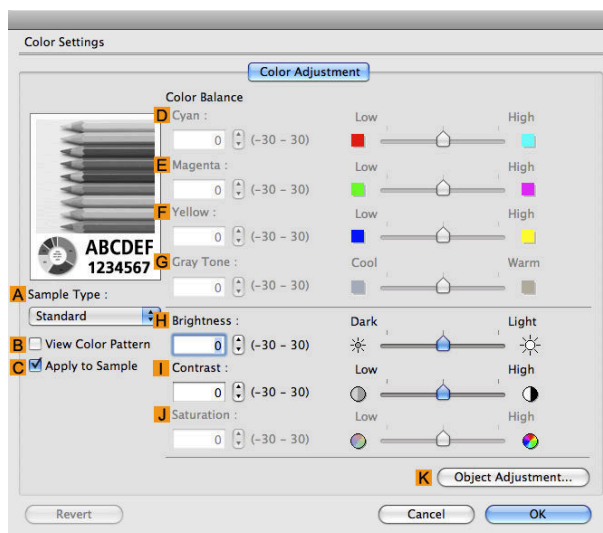 Color Settings
Color Adjustment
Color Balance
D Cyan : Low High
0 (-30 - 30)
E Magenta : Low High
0 (-30 - 30)
F Yellow : Low High
0 (-30 - 30)
ABCDEF
1234567
G Gray Tone : Cool Warm
0 (-30 - 30)
A Sample Type :
Standard
H Brightness : Dark Light
B View Color Pattern 0 (-30 - 30)
C Apply to Sample I Contrast : Low High
0 (-30 - 30)
J Saturation : Low High
0 (-30 - 30)
K Object Adjustment...
Revert Cancel OK